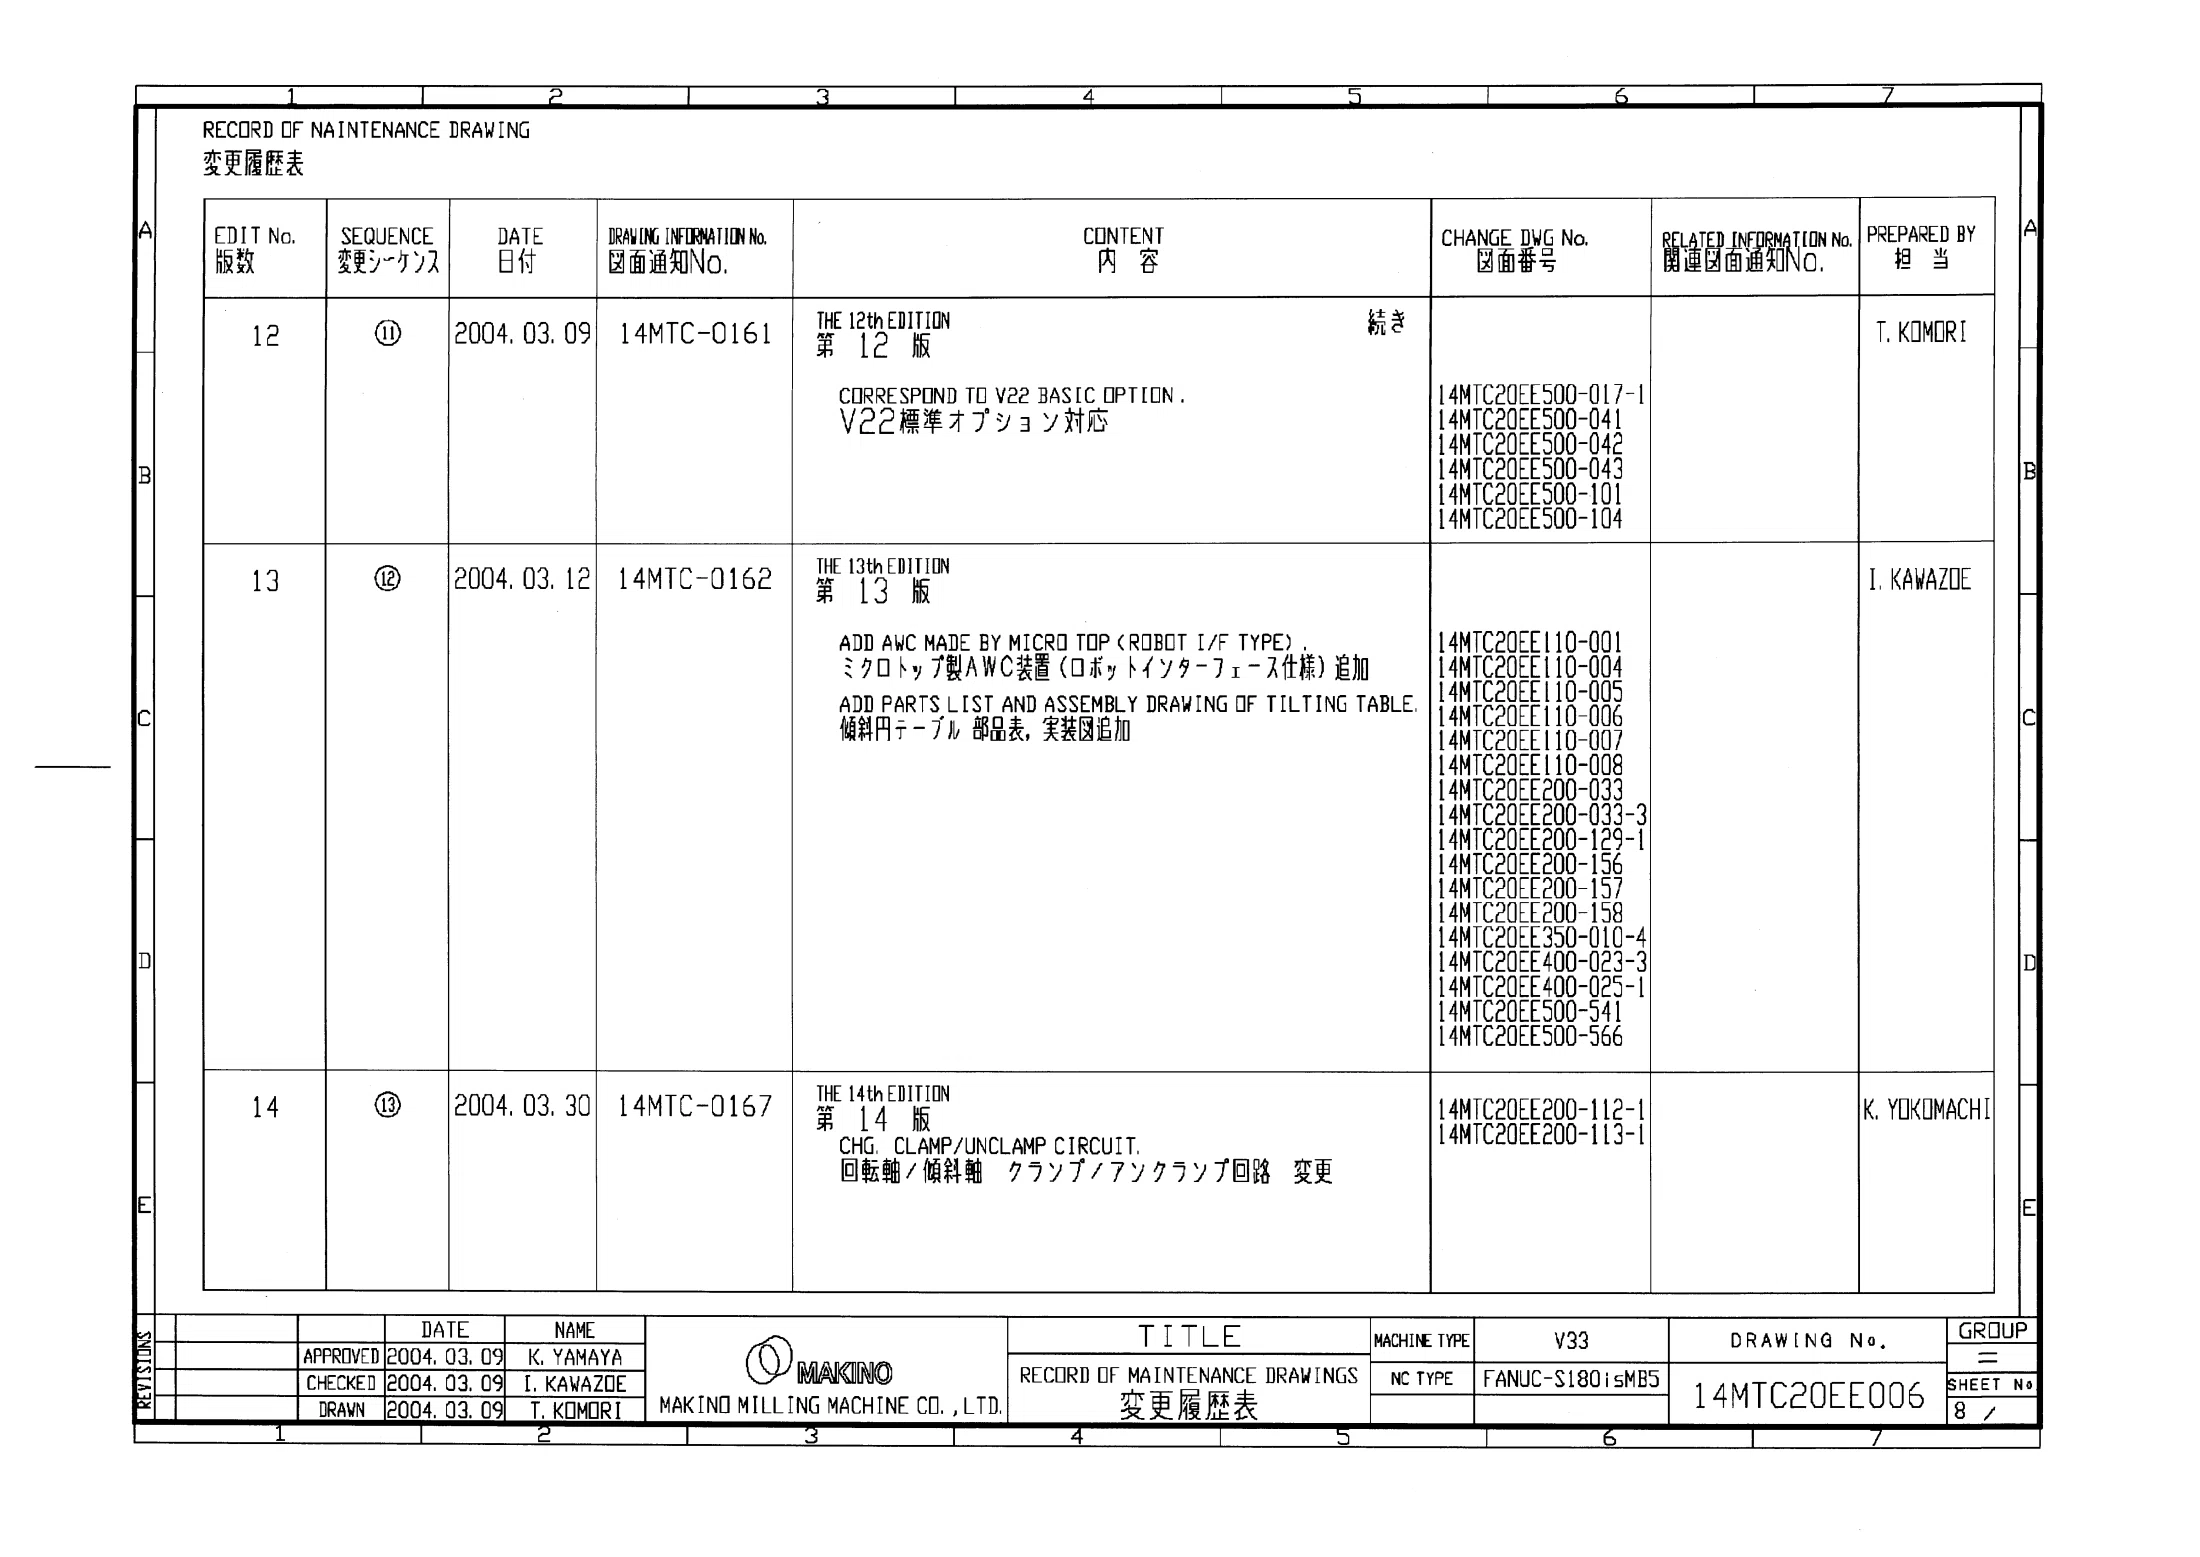 1 2 3 4 5 6 7
RECORD OF NAINTENANCE DRAWING
変更履歴表
EDIT No. SEQUENCE DATE DRAWING INFORMATION No. CONTENT CHANGE DWG No. RELATED INFORMATION No. PREPARED BY
版数 変更シーケンス 日付 図面通知No. 内 容 図面番号 関連図面通知No. 担 当
A A
12 ⑪ 2004.03.09 14MTC-0161 THE 12th EDITION 続き T. KOMORI
第 12 版
CORRESPOND TO V22 BASIC OPTION. 14MTC20EE500-017-1
V22標準オプション対応 14MTC20EE500-041
14MTC20EE500-042
B 14MTC20EE500-043 B
14MTC20EE500-101
14MTC20EE500-104
13 ⑫ 2004.03.12 14MTC-0162 THE 13th EDITION I. KAWAZOE
第 13 版
ADD AWC MADE BY MICRO TOP (ROBOT I/F TYPE). 14MTC20EE110-001
ミクロトップ製AWC装置(ロボットインターフェース仕様)追加 14MTC20EE110-004
14MTC20EE110-005
ADD PARTS LIST AND ASSEMBLY DRAWING OF TILTING TABLE. 14MTC20EE110-006
C 傾斜円テーブル 部品表, 実装図追加 14MTC20EE110-007 C
14MTC20EE110-008
14MTC20EE200-033
14MTC20EE200-033-3
14MTC20EE200-129-1
14MTC20EE200-156
14MTC20EE200-157
14MTC20EE200-158
14MTC20EE350-010-4
D 14MTC20EE400-023-3 D
14MTC20EE400-025-1
14MTC20EE500-541
14MTC20EE500-566
14 ⑬ 2004.03.30 14MTC-0167 THE 14th EDITION 14MTC20EE200-112-1 K. YOKOMACHI
第 14 版 14MTC20EE200-113-1
CHG. CLAMP/UNCLAMP CIRCUIT.
回転軸/傾斜軸 クランプ/アンクランプ回路 変更
E E
REVISIONS
DATE NAME
APPROVED 2004.03.09 K. YAMAYA
CHECKED 2004.03.09 I. KAWAZOE
DRAWN 2004.03.09 T. KOMORI
MAKINO
MAKINO MILLING MACHINE CO.,LTD.
TITLE
RECORD OF MAINTENANCE DRAWINGS
変更履歴表
MACHINE TYPE V33
NC TYPE FANUC-S180isMB5
DRAWING No.
14MTC20EE006
GROUP
=
SHEET No.
8 /
1 2 3 4 5 6 7